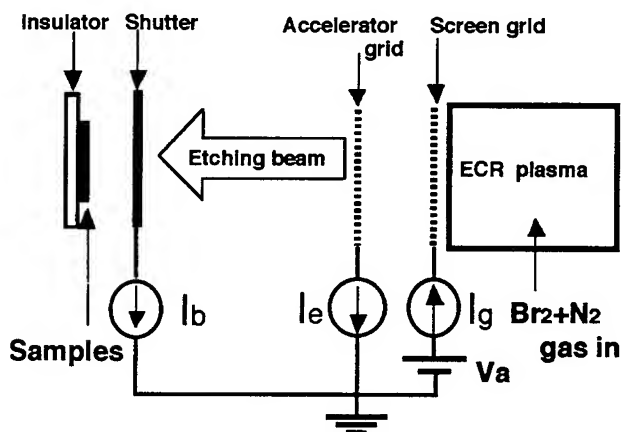 Insulator Shutter Accelerator grid Screen grid
Etching beam
ECR plasma
Ib
Ie
Ig
Br2+N2 gas in
Samples
Va